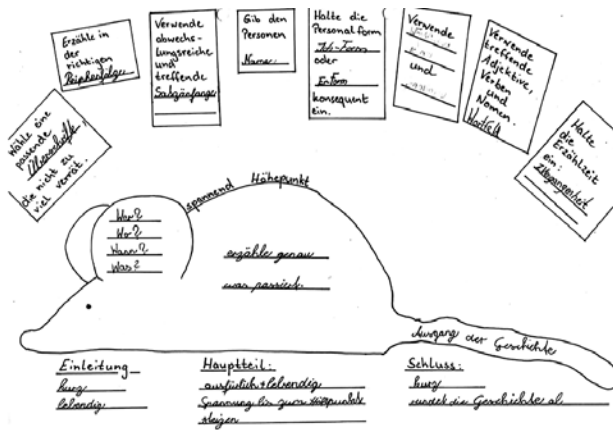 Wähle eine
passende
Überschrift,
die nicht zu
viel verrät.
Erzähle in
der
richtigen
Reihenfolge
Verwende
abwechs-
lungsreiche
und
treffende
Satzanfänge
Gib den
Personen
Namen.
Halte die
Personalform
Ich-Form
oder
Er Form
konsequent
ein.
Verwende
und
Verwende
treffende
Adjektive,
Verben
und
Nomen.
Wortfeld
Halte
die
Erzählzeit
ein:
Vergangenheit
spannend Höhepunkt
Wer?
Wo?
Wann?
Was?
erzähle genau
was passiert.
Ausgang der Geschichte
Einleitung
kurz
lebendig
Hauptteil:
ausfürlich + lebendig
Spannung bis zum Höhepunkt
steigen
Schluss:
kurz
rundet die Geschichte ab.